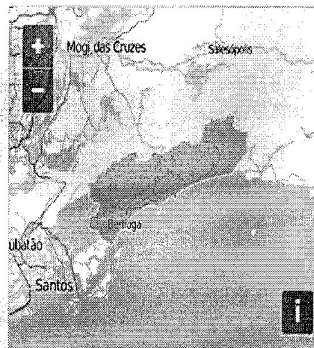 +
Mogi das Cruzes
Salesópolis
−
Bertioga
ubatão
Santos
i